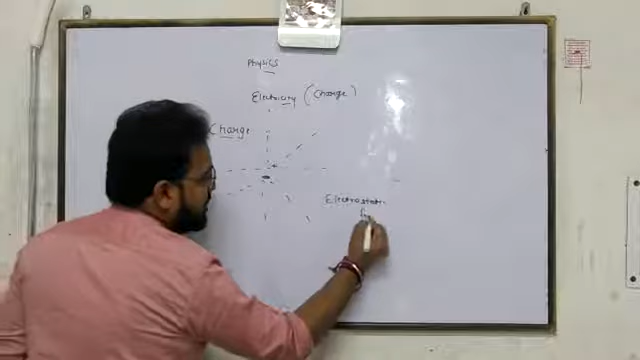 Physics
Electricity (Charge)
Charge
Electrostatic